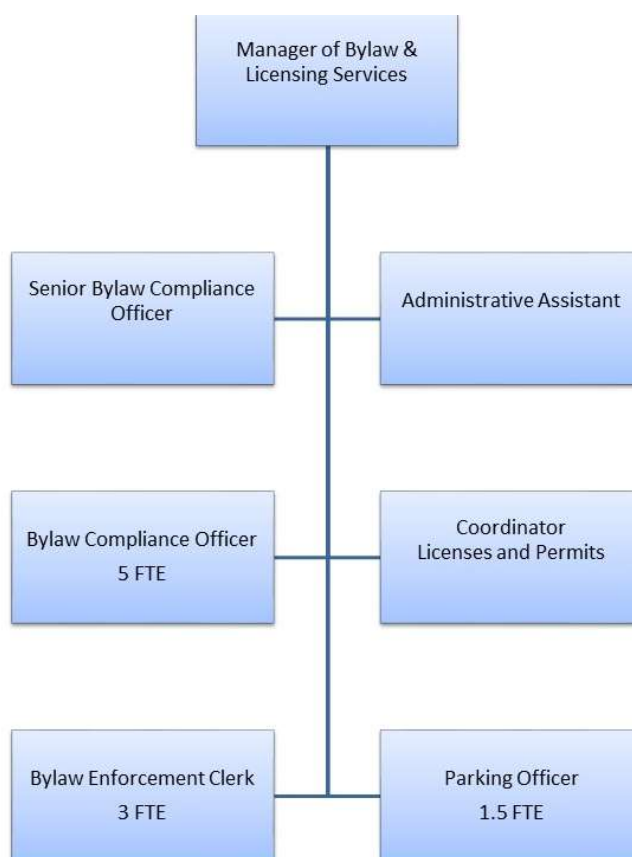 Manager of Bylaw &
Licensing Services
Senior Bylaw Compliance
Officer
Administrative Assistant
Bylaw Compliance Officer
5 FTE
Coordinator
Licenses and Permits
Bylaw Enforcement Clerk
3 FTE
Parking Officer
1.5 FTE